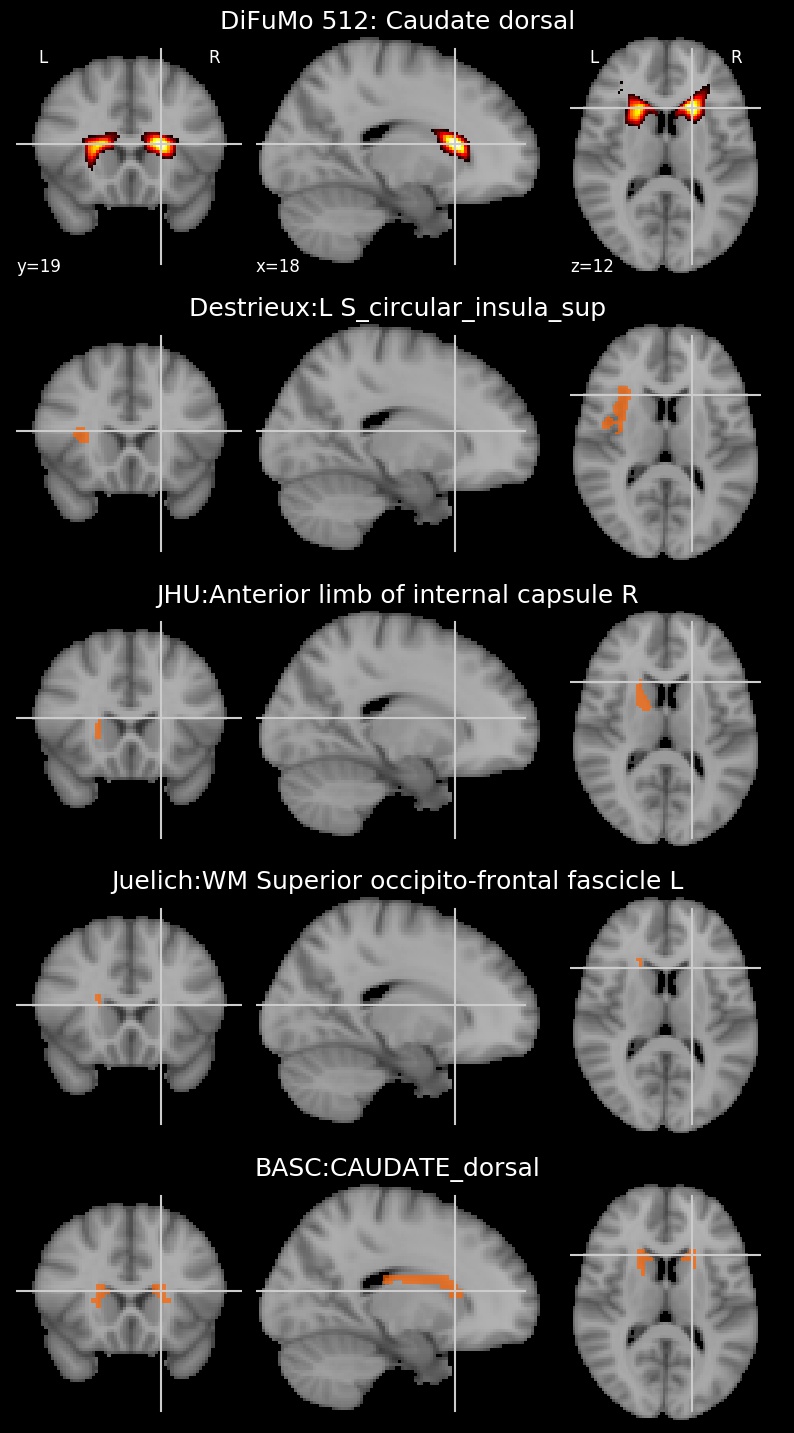 DiFuMo 512: Caudate dorsal
L R L R
y=19 x=18 z=12
Destrieux:L S_circular_insula_sup
JHU:Anterior limb of internal capsule R
Juelich:WM Superior occipito-frontal fascicle L
BASC:CAUDATE_dorsal